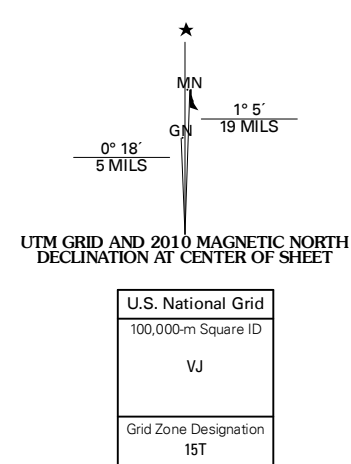 ★
MN
1° 5´
19 MILS
GN
0° 18´
5 MILS
UTM GRID AND 2010 MAGNETIC NORTH
DECLINATION AT CENTER OF SHEET
U.S. National Grid
100,000-m Square ID
VJ
Grid Zone Designation
15T